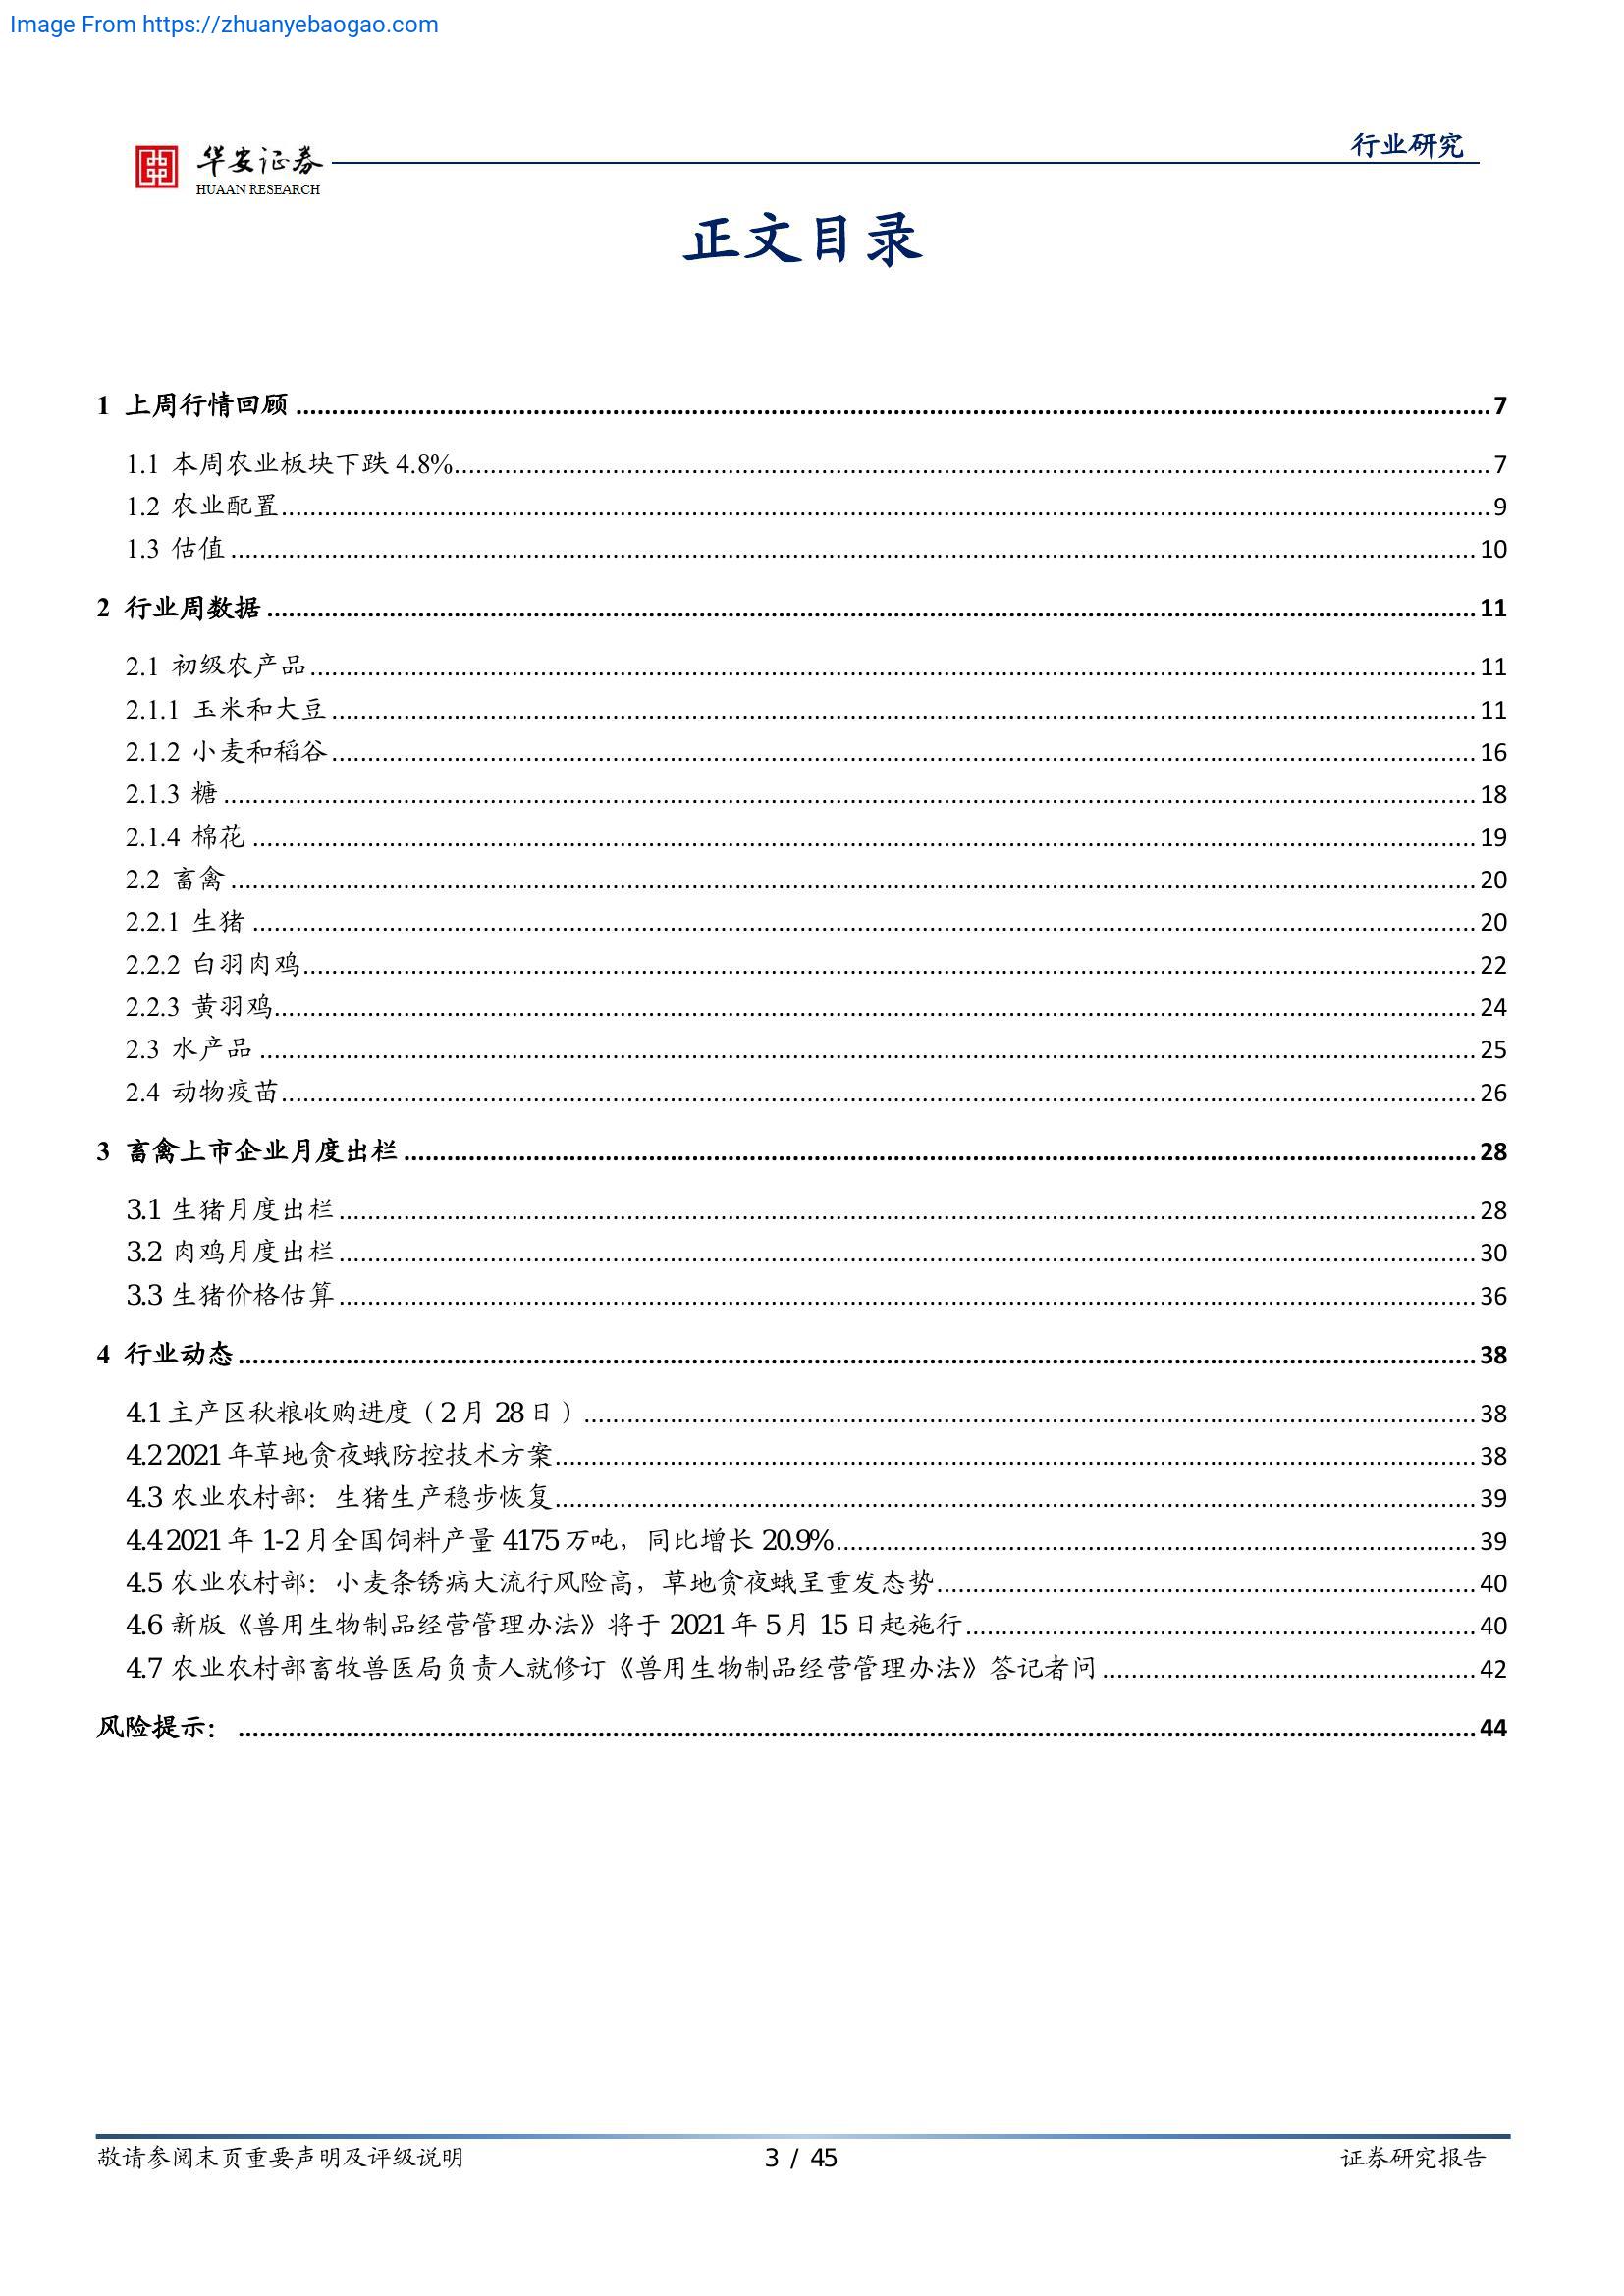 Image From https://zhuanyebaogao.com
华安证券
HUAAN RESEARCH
行业研究
正文目录
1 上周行情回顾 ........ 7
1.1 本周农业板块下跌 4.8% ........ 7
1.2 农业配置 ........ 9
1.3 估值 ........ 10
2 行业周数据 ........ 11
2.1 初级农产品 ........ 11
2.1.1 玉米和大豆 ........ 11
2.1.2 小麦和稻谷 ........ 16
2.1.3 糖 ........ 18
2.1.4 棉花 ........ 19
2.2 畜禽 ........ 20
2.2.1 生猪 ........ 20
2.2.2 白羽肉鸡 ........ 22
2.2.3 黄羽鸡 ........ 24
2.3 水产品 ........ 25
2.4 动物疫苗 ........ 26
3 畜禽上市企业月度出栏 ........ 28
3.1 生猪月度出栏 ........ 28
3.2 肉鸡月度出栏 ........ 30
3.3 生猪价格估算 ........ 36
4 行业动态 ........ 38
4.1 主产区秋粮收购进度（2 月 28 日） ........ 38
4.2 2021 年草地贪夜蛾防控技术方案 ........ 38
4.3 农业农村部：生猪生产稳步恢复 ........ 39
4.4 2021 年 1-2 月全国饲料产量 4175 万吨，同比增长 20.9% ........ 39
4.5 农业农村部：小麦条锈病大流行风险高，草地贪夜蛾呈重发态势 ........ 40
4.6 新版《兽用生物制品经营管理办法》将于 2021 年 5 月 15 日起施行 ........ 40
4.7 农业农村部畜牧兽医局负责人就修订《兽用生物制品经营管理办法》答记者问 ........ 42
风险提示： ........ 44
敬请参阅末页重要声明及评级说明
3 / 45
证券研究报告